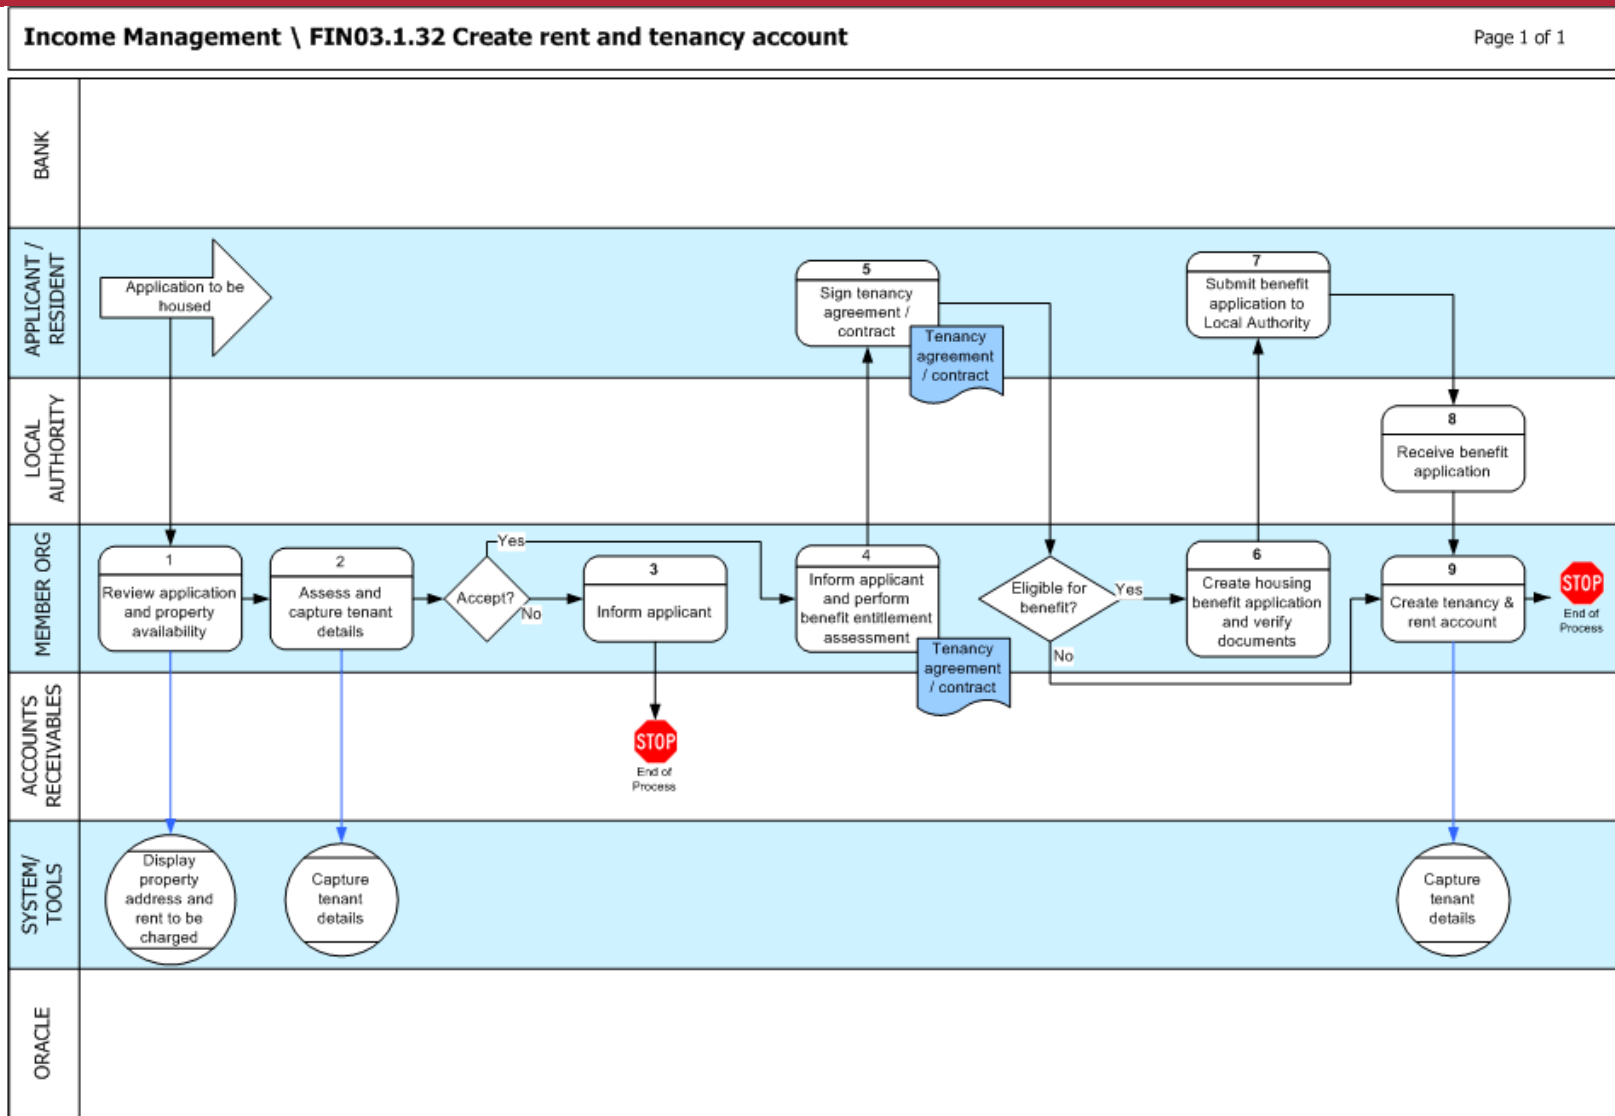 Income Management \ FIN03.1.32 Create rent and tenancy account
Page 1 of 1
BANK
APPLICANT /
RESIDENT
Application to be
housed
5
Sign tenancy
agreement /
contract
Tenancy
agreement
/ contract
7
Submit benefit
application to
Local Authority
LOCAL
AUTHORITY
8
Receive benefit
application
MEMBER ORG
1
Review application
and property
availability
2
Assess and
capture tenant
details
Accept?
Yes
No
3
Inform applicant
4
Inform applicant
and perform
benefit entitlement
assessment
Tenancy
agreement
/ contract
Eligible for
benefit?
Yes
No
6
Create housing
benefit application
and verify
documents
9
Create tenancy &
rent account
STOP
End of
Process
ACCOUNTS
RECEIVABLES
STOP
End of
Process
SYSTEM/
TOOLS
Display
property
address and
rent to be
charged
Capture
tenant
details
Capture
tenant
details
ORACLE